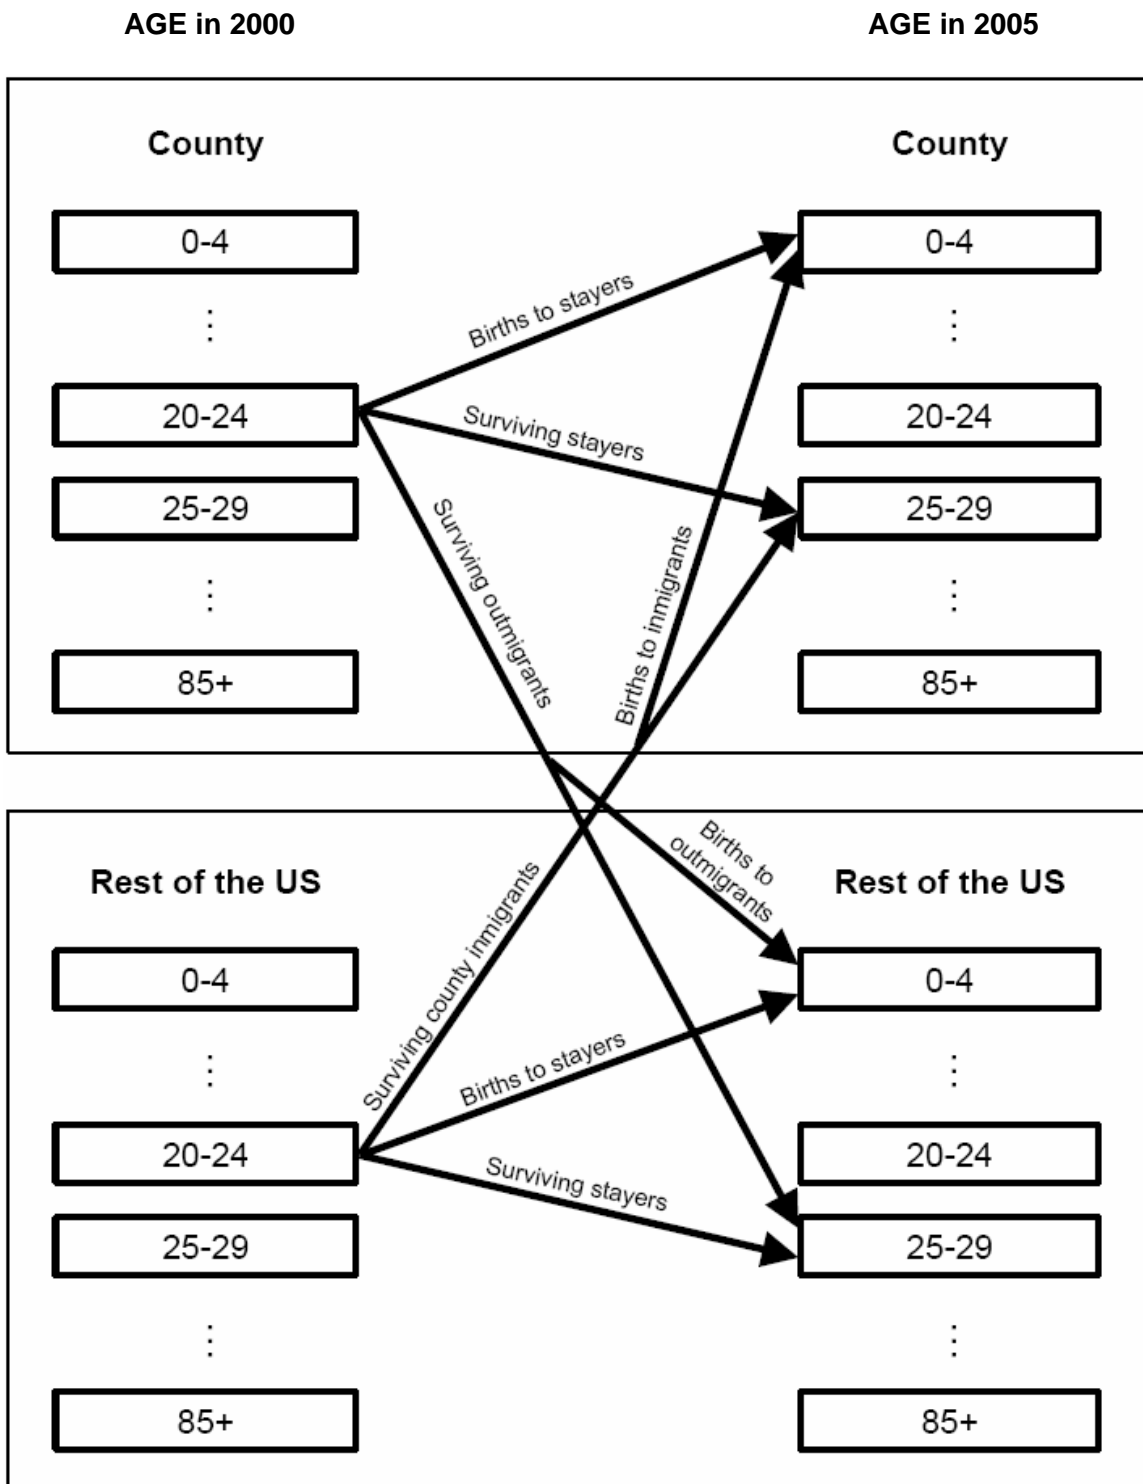 AGE in 2000
AGE in 2005
County
County
0-4
0-4
⋮
⋮
Births to stayers
20-24
20-24
Surviving stayers
25-29
25-29
Surviving outmigrants
Births to inmigrants
⋮
⋮
85+
85+
Births to
outmigrants
Rest of the US
Rest of the US
Surviving county inmigrants
0-4
0-4
⋮
⋮
Births to stayers
20-24
20-24
Surviving stayers
25-29
25-29
⋮
⋮
85+
85+